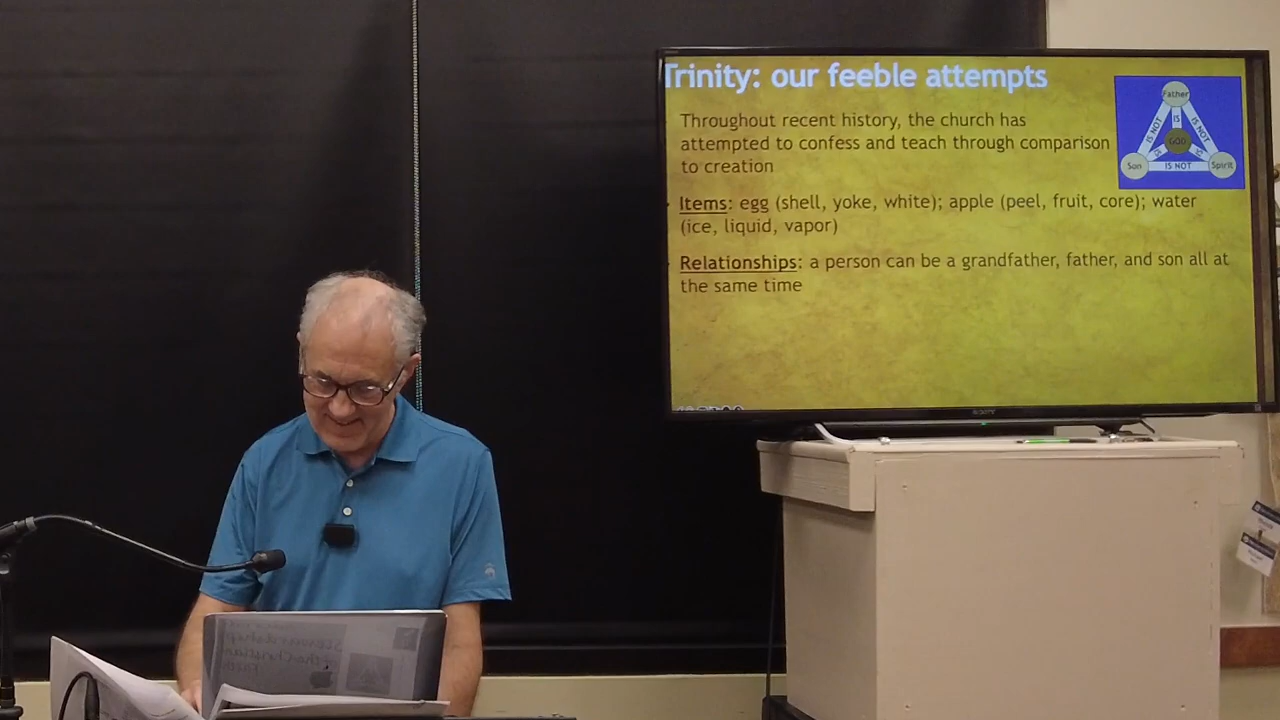 Trinity: our feeble attempts
Throughout recent history, the church has
attempted to confess and teach through comparison
to creation
Items: egg (shell, yoke, white); apple (peel, fruit, core); water
(ice, liquid, vapor)
Relationships: a person can be a grandfather, father, and son all at
the same time
Father
IS NOT
IS
IS NOT
GOD
IS
IS
Son
IS NOT
Spirit
SONY